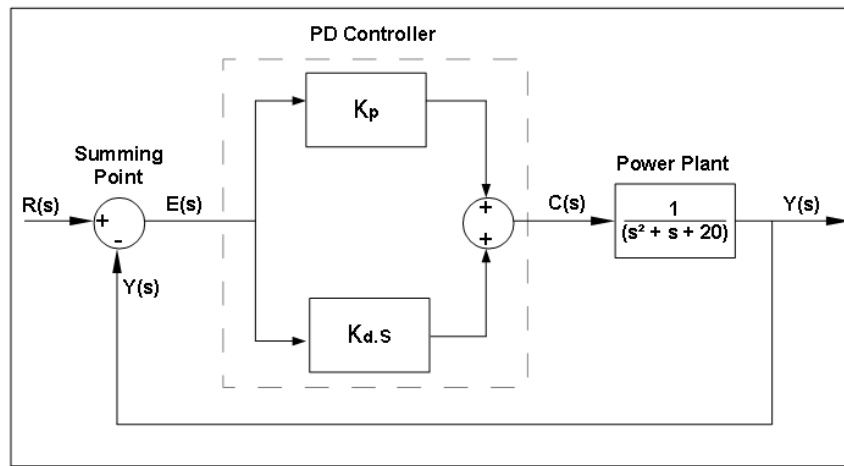 PD Controller
Kp
Summing
Point
Power Plant
R(s)
+
-
E(s)
+
+
C(s)
1
(s² + s + 20)
Y(s)
Y(s)
Kd.s